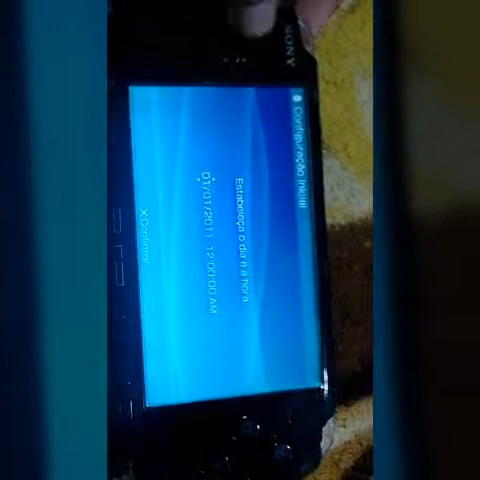 SONY
Configuração Inicial
Estabeleça o dia e a hora.
01/01/2011 12:00:00 AM
X Confirmar